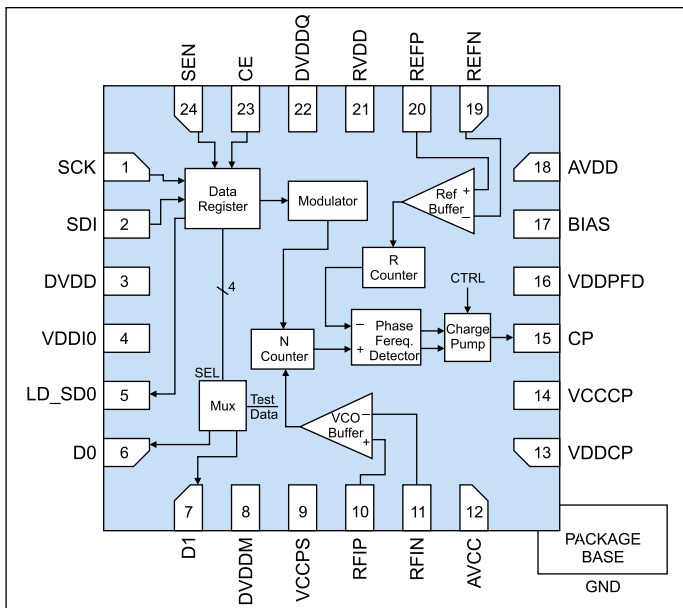 SEN
CE
DVDDQ
RVDD
REFP
REFN
24
23
22
21
20
19
SCK
1
SDI
2
DVDD
3
VDDI0
4
LD_SD0
5
D0
6
Data
Register
Modulator
Ref
Buffer
+
−
R
Counter
CTRL
N
Counter
−
+
Phase
Fereq.
Detector
Charge
Pump
4
SEL
Mux
Test
Data
VCO
Buffer
−
+
18
AVDD
17
BIAS
16
VDDPFD
15
CP
14
VCCCP
13
VDDCP
7
8
9
10
11
12
D1
DVDDM
VCCPS
RFIP
RFIN
AVCC
PACKAGE
BASE
GND